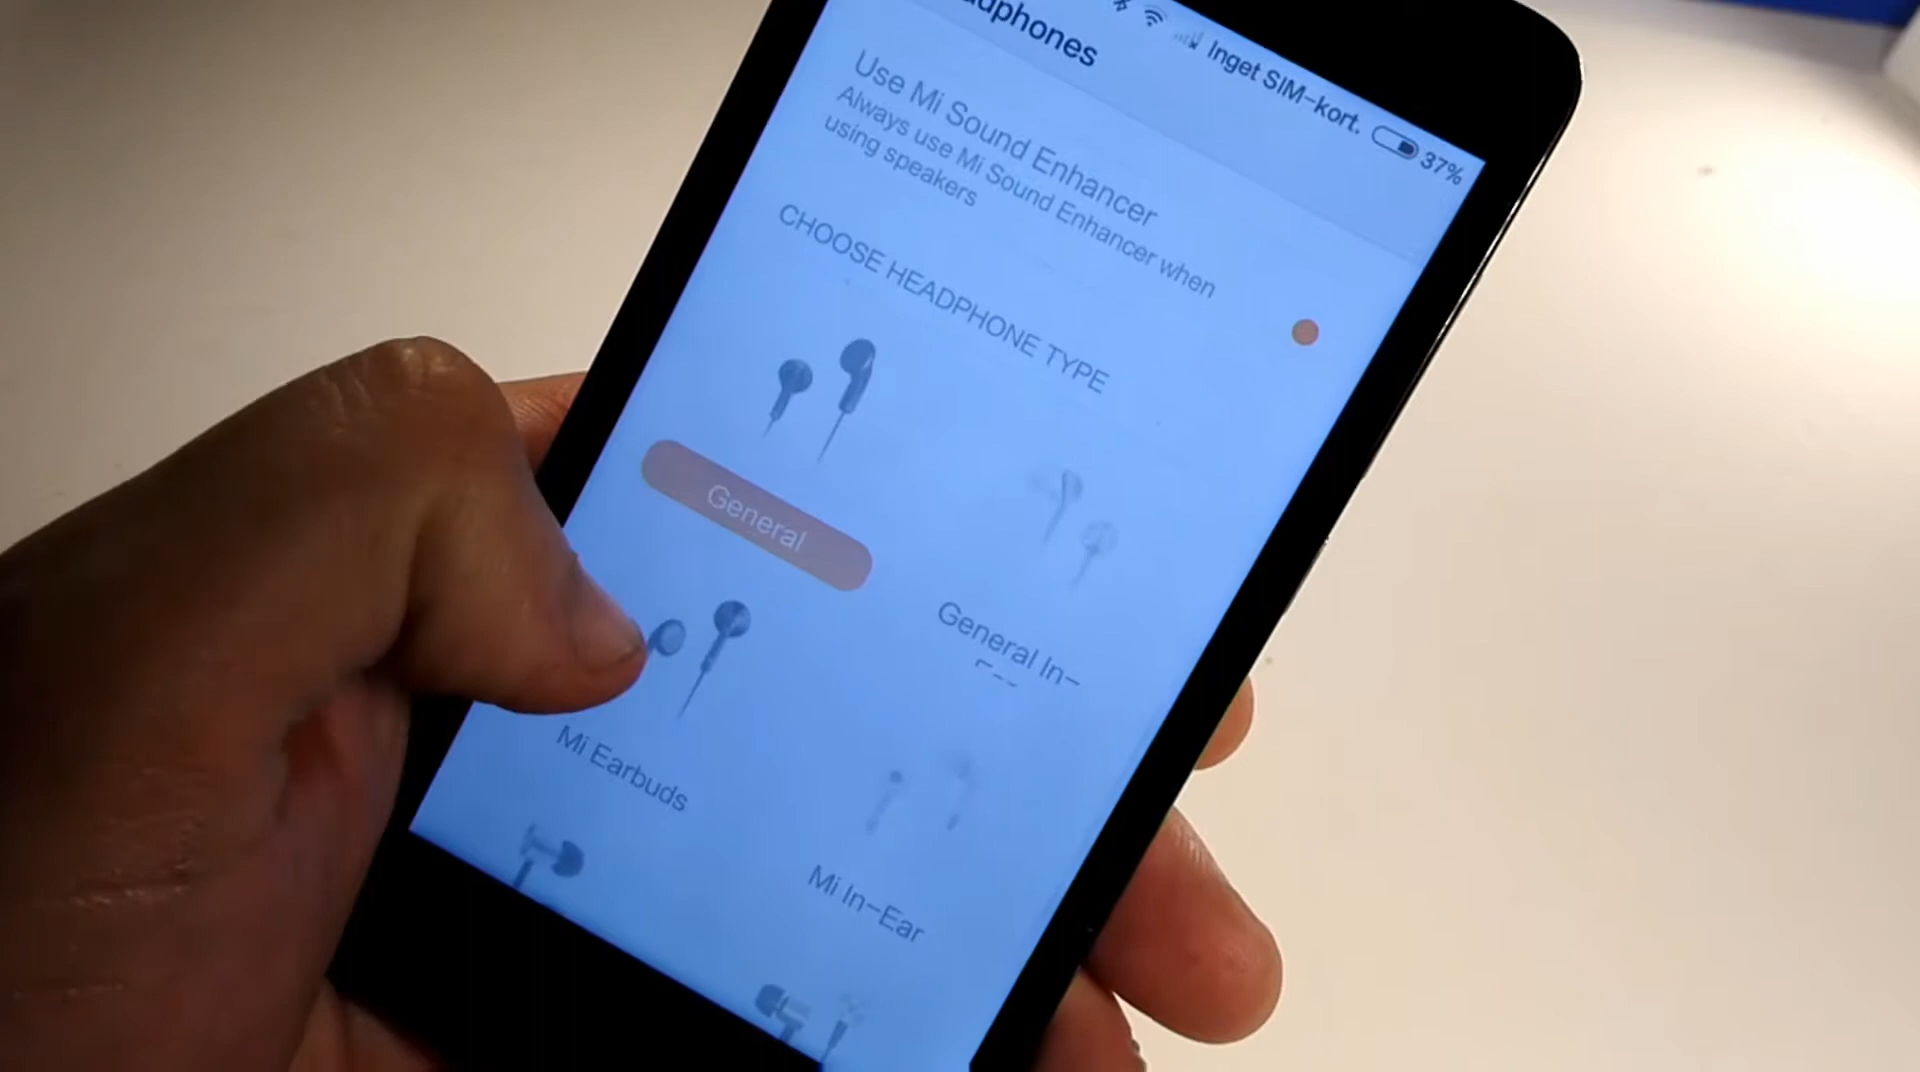 Inget SIM-kort.
37%
Use Mi Sound Enhancer
Always use Mi Sound Enhancer when
using speakers
CHOOSE HEADPHONE TYPE
General
General In-
Mi Earbuds
Mi In-Ear